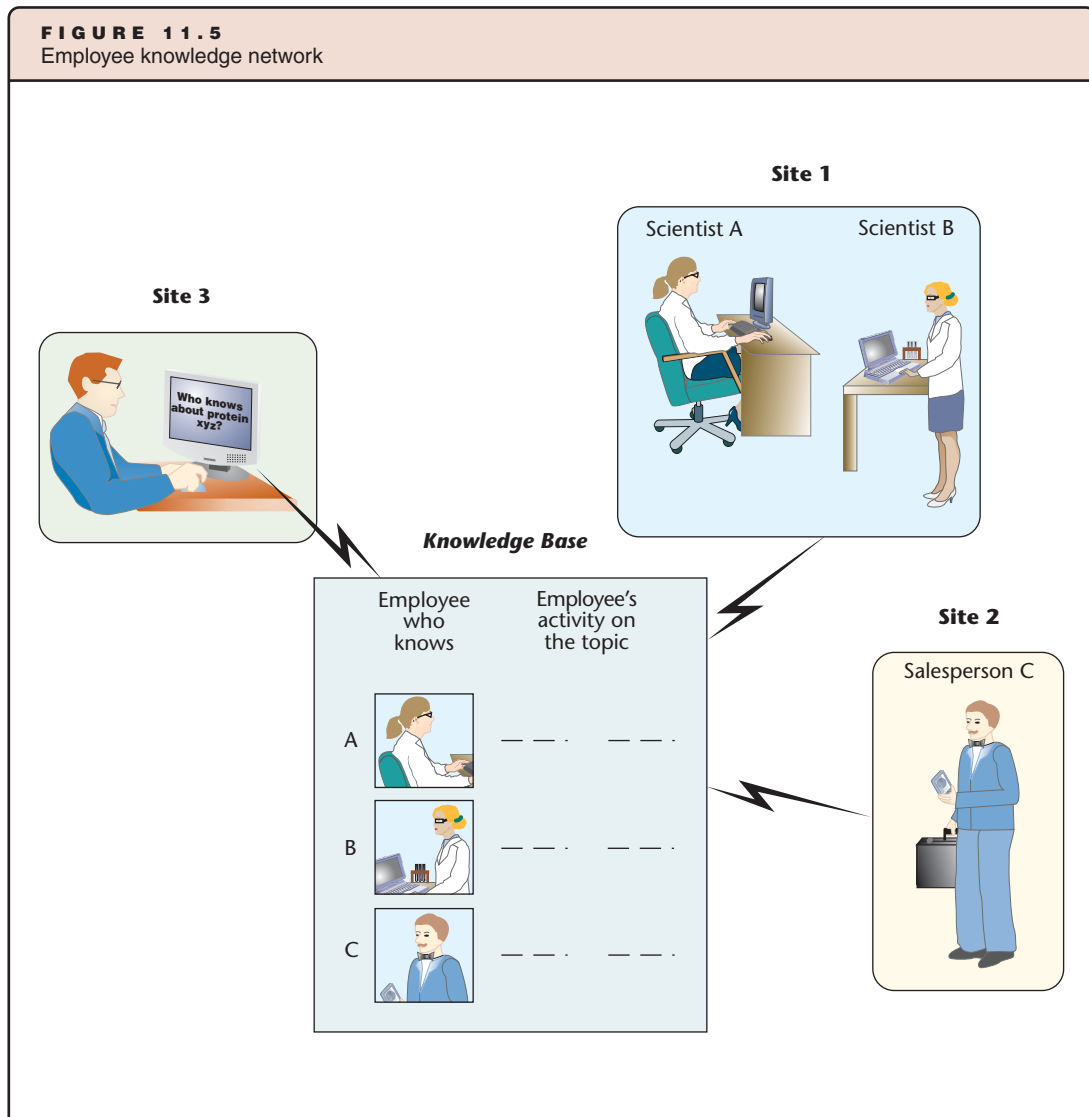 FIGURE 11.5
Employee knowledge network
Site 1
Scientist A
Scientist B
Site 3
Who knows
about protein
xyz?
Knowledge Base
Employee
who
knows
Employee's
activity on
the topic
Site 2
Salesperson C
A
B
C